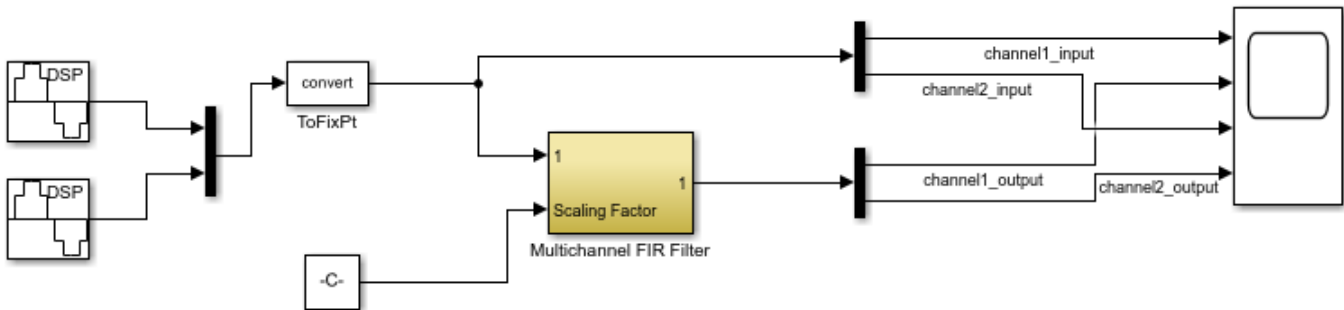 DSP
convert
ToFixPt
DSP
1
1
Scaling Factor
Multichannel FIR Filter
-C-
channel1_input
channel2_input
channel1_output
channel2_output